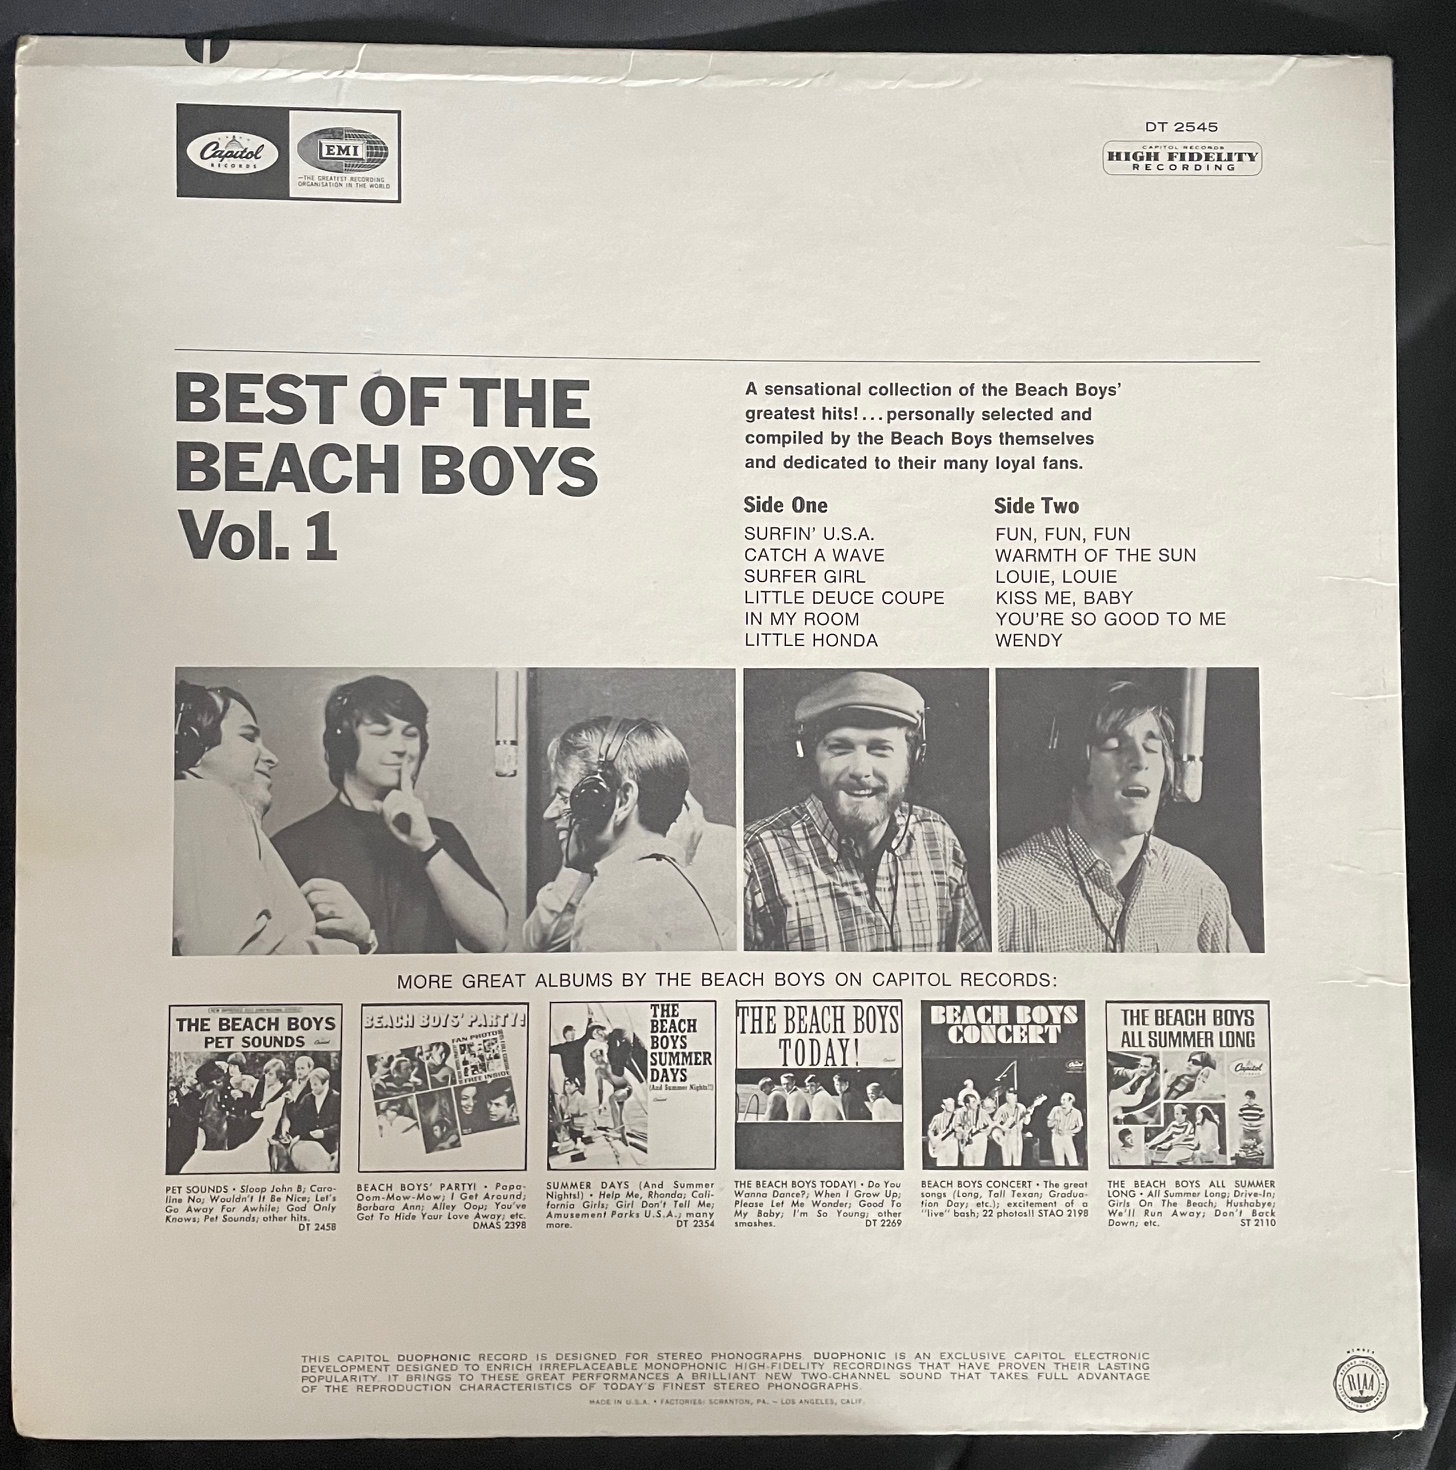 Capitol
RECORDS
EMI
—THE GREATEST RECORDING
ORGANISATION IN THE WORLD
DT 2545
CAPITOL RECORDS
HIGH FIDELITY
RECORDING
BEST OF THE
BEACH BOYS
Vol. 1
A sensational collection of the Beach Boys'
greatest hits!...personally selected and
compiled by the Beach Boys themselves
and dedicated to their many loyal fans.
Side One
SURFIN' U.S.A.
CATCH A WAVE
SURFER GIRL
LITTLE DEUCE COUPE
IN MY ROOM
LITTLE HONDA
Side Two
FUN, FUN, FUN
WARMTH OF THE SUN
LOUIE, LOUIE
KISS ME, BABY
YOU'RE SO GOOD TO ME
WENDY
MORE GREAT ALBUMS BY THE BEACH BOYS ON CAPITOL RECORDS:
THE BEACH BOYS
PET SOUNDS
Capitol
PET SOUNDS • Sloop John B; Caro-
line No; Wouldn't It Be Nice; Let's
Go Away For Awhile; God Only
Knows; Pet Sounds; other hits.
DT 2458
BEACH BOYS' PARTY!
FAN PHOTOS
FREE INSIDE
BEACH BOYS' PARTY! • Papa-
Oom-Mow-Mow; I Get Around;
Barbara Ann; Alley Oop; You've
Got To Hide Your Love Away; etc.
DMAS 2398
THE
BEACH
BOYS
SUMMER
DAYS
(And Summer Nights!!)
SUMMER DAYS (And Summer
Nights!) • Help Me, Rhonda; Cali-
fornia Girls; Girl Don't Tell Me;
Amusement Parks U.S.A.; many
more. DT 2354
THE BEACH BOYS
TODAY!
THE BEACH BOYS TODAY! • Do You
Wanna Dance?; When I Grow Up;
Please Let Me Wonder; Good To
My Baby; I'm So Young; other
smashes. DT 2269
BEACH BOYS
CONCERT
Capitol
BEACH BOYS CONCERT • The great
songs (Long, Tall Texan; Gradua-
tion Day; etc.); excitement of a
"live" bash; 22 photos!! STAO 2198
THE BEACH BOYS
ALL SUMMER LONG
Capitol
THE BEACH BOYS ALL SUMMER
LONG • All Summer Long; Drive-In;
Girls On The Beach; Hushabye;
We'll Run Away; Don't Back
Down; etc. ST 2110
THIS CAPITOL DUOPHONIC RECORD IS DESIGNED FOR STEREO PHONOGRAPHS. DUOPHONIC IS AN EXCLUSIVE CAPITOL ELECTRONIC
DEVELOPMENT DESIGNED TO ENRICH IRREPLACEABLE MONOPHONIC HIGH-FIDELITY RECORDINGS THAT HAVE PROVEN THEIR LASTING
POPULARITY. IT BRINGS TO THESE GREAT PERFORMANCES A BRILLIANT NEW TWO-CHANNEL SOUND THAT TAKES FULL ADVANTAGE
OF THE REPRODUCTION CHARACTERISTICS OF TODAY'S FINEST STEREO PHONOGRAPHS.
MADE IN U.S.A. • FACTORIES: SCRANTON, PA. – LOS ANGELES, CALIF.
MEMBER
RIAA